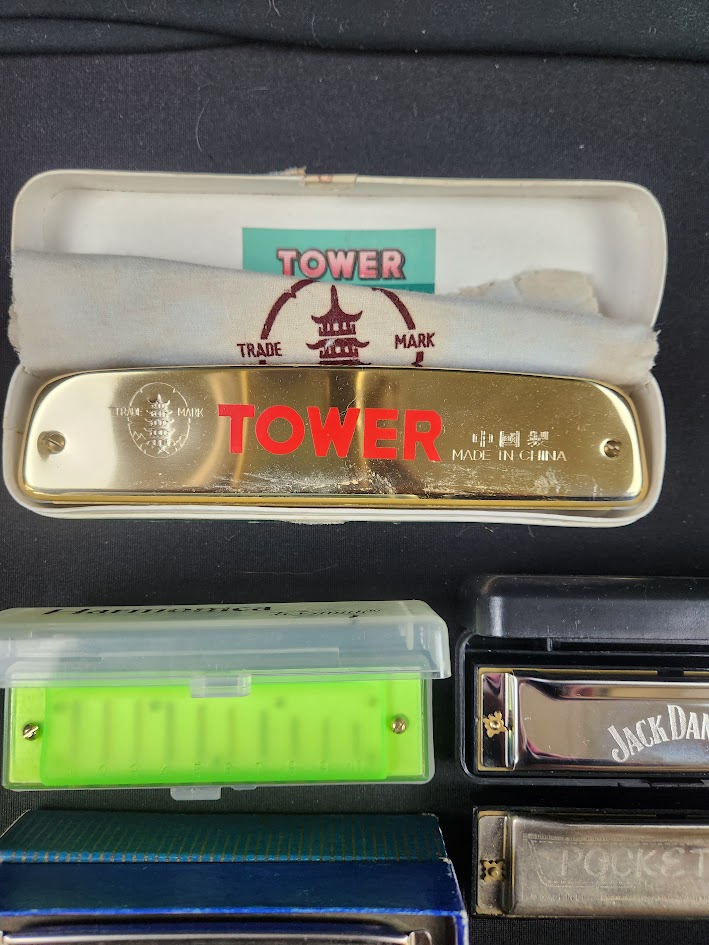 TOWER
TRADE MARK
TRADE MARK
TOWER
中國製
MADE IN CHINA
Harmonica
JACK DAN
POCKET